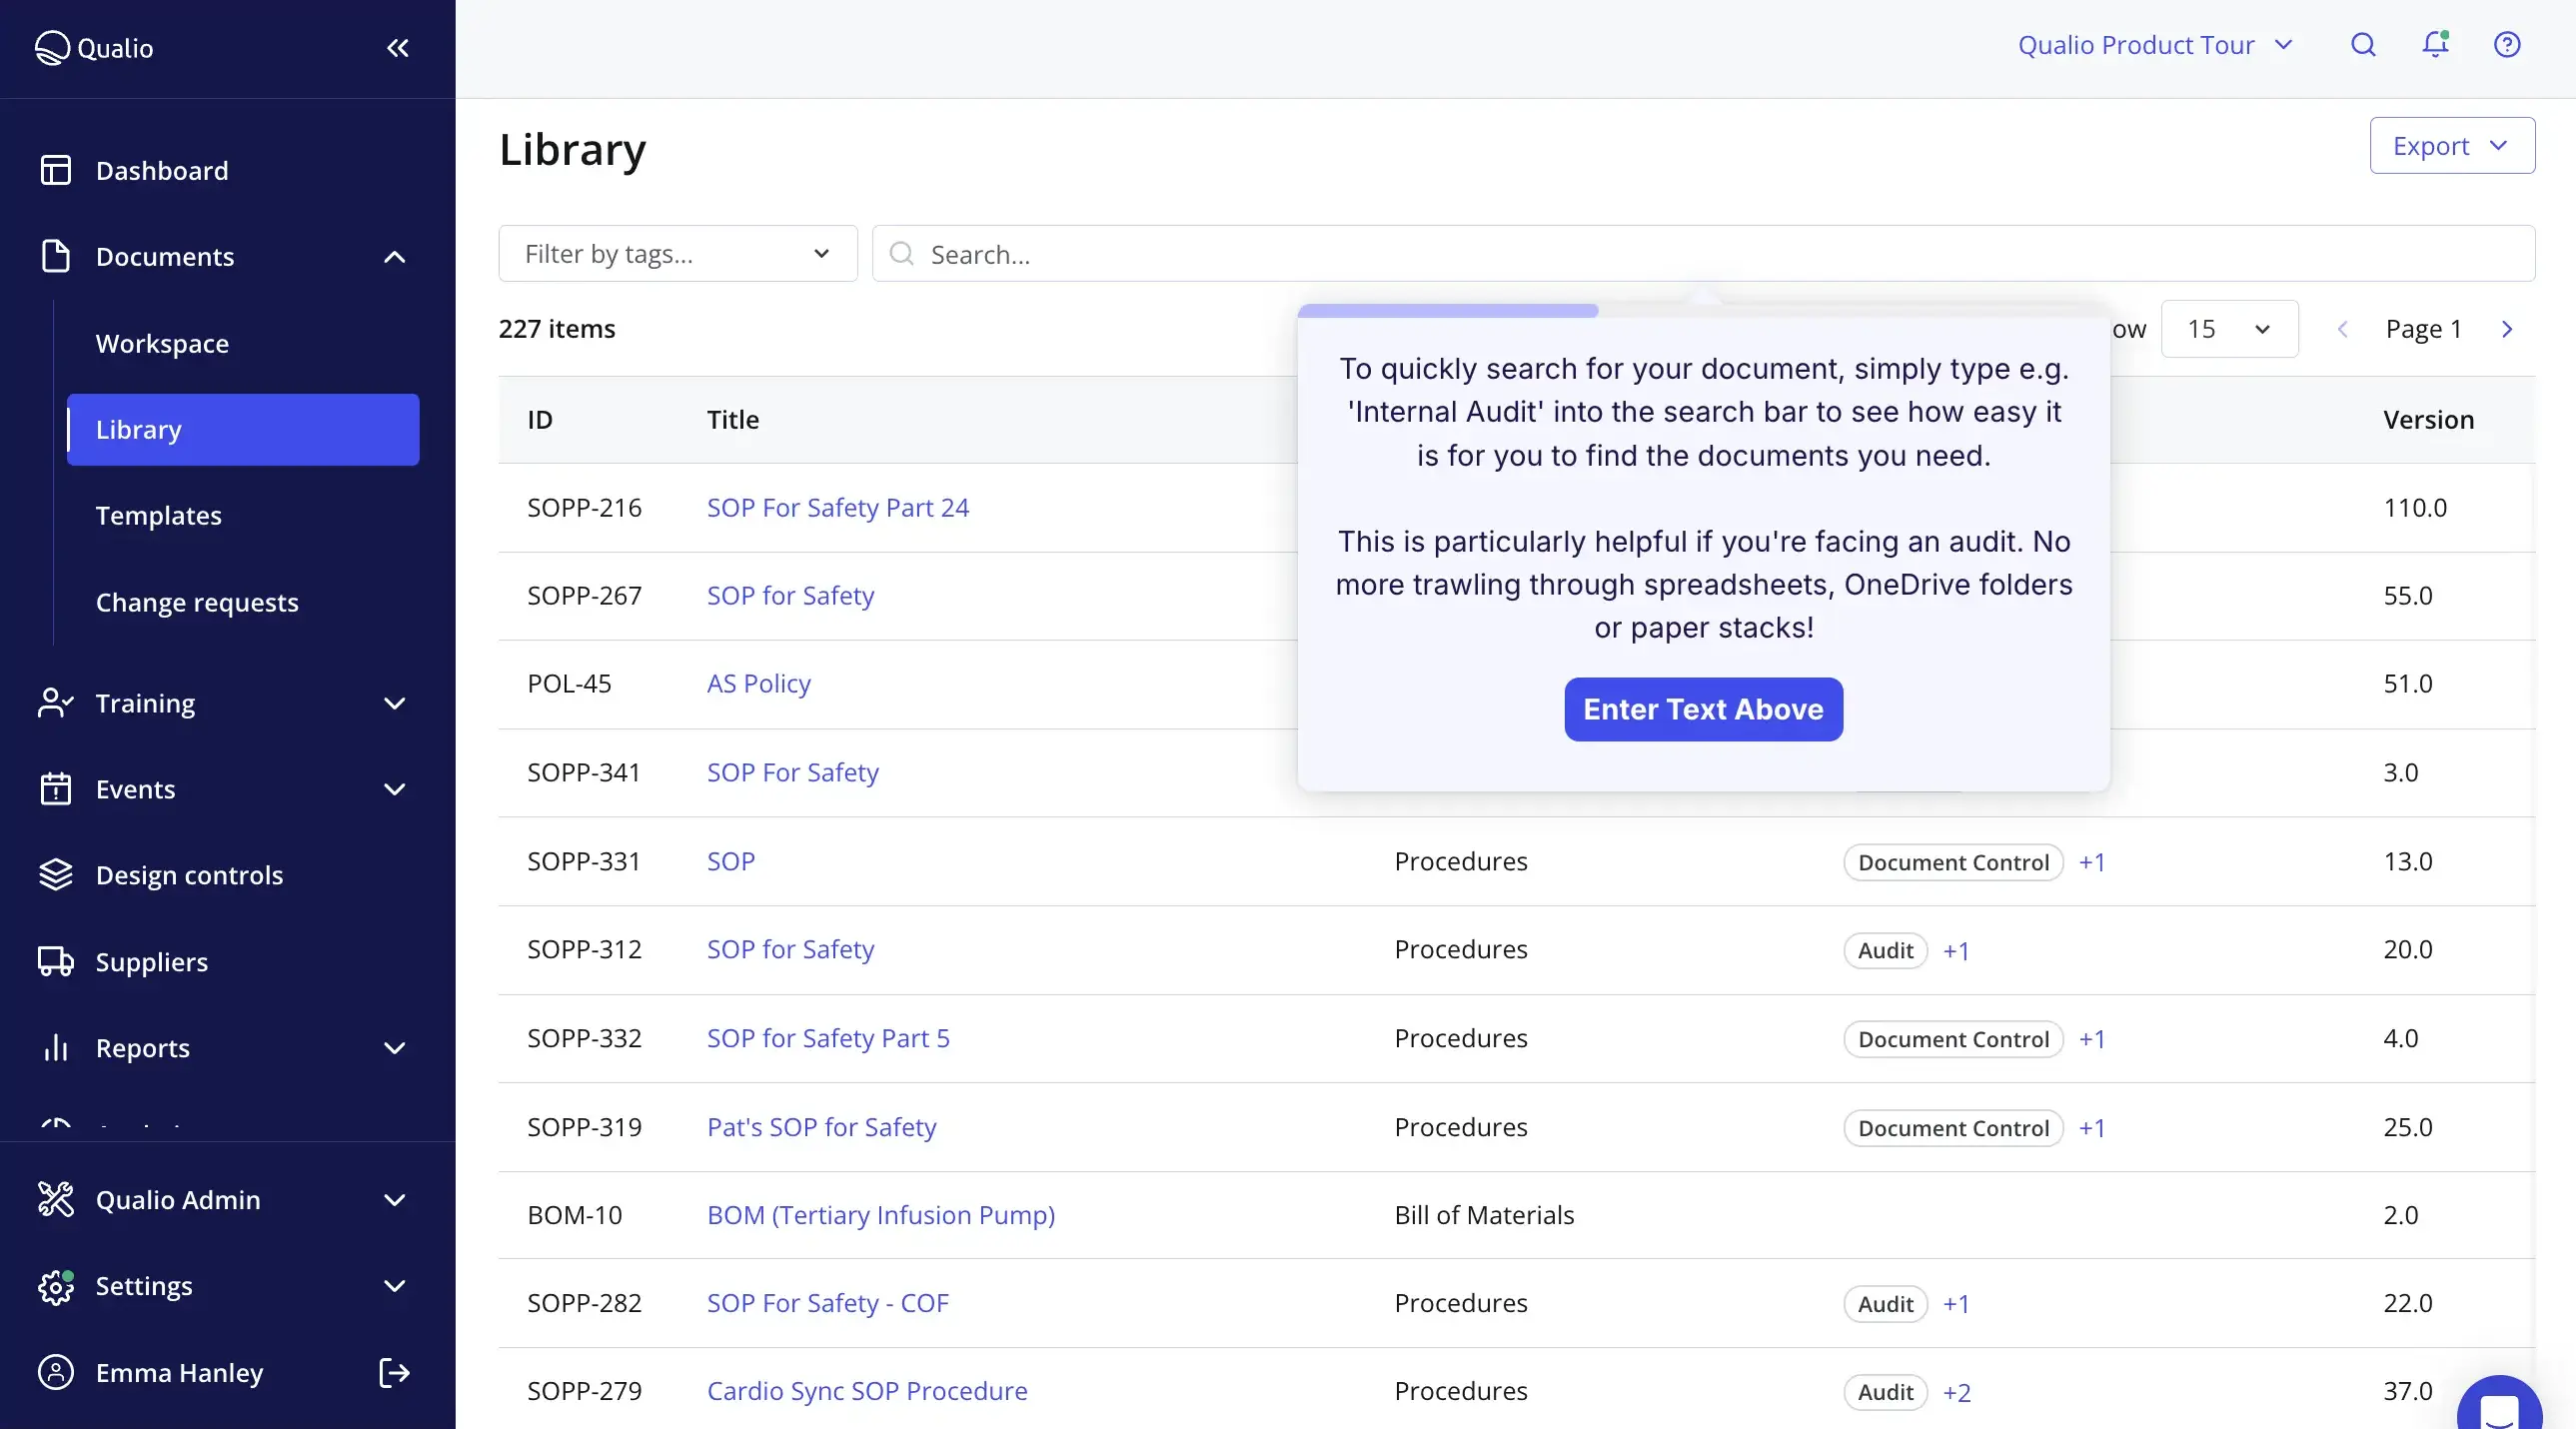 Qualio
Qualio Product Tour
Dashboard
Documents
Workspace
Library
Templates
Change requests
Training
Events
Design controls
Suppliers
Reports
Qualio Admin
Settings
Emma Hanley
Library
Export
Filter by tags...
Search...
227 items
15
Page 1
ID Title Version
To quickly search for your document, simply type e.g.
'Internal Audit' into the search bar to see how easy it
is for you to find the documents you need.
This is particularly helpful if you're facing an audit. No
more trawling through spreadsheets, OneDrive folders
or paper stacks!
Enter Text Above
SOPP-216 SOP For Safety Part 24 110.0
SOPP-267 SOP for Safety 55.0
POL-45 AS Policy 51.0
SOPP-341 SOP For Safety 3.0
SOPP-331 SOP Procedures Document Control +1 13.0
SOPP-312 SOP for Safety Procedures Audit +1 20.0
SOPP-332 SOP for Safety Part 5 Procedures Document Control +1 4.0
SOPP-319 Pat's SOP for Safety Procedures Document Control +1 25.0
BOM-10 BOM (Tertiary Infusion Pump) Bill of Materials 2.0
SOPP-282 SOP For Safety - COF Procedures Audit +1 22.0
SOPP-279 Cardio Sync SOP Procedure Procedures Audit +2 37.0